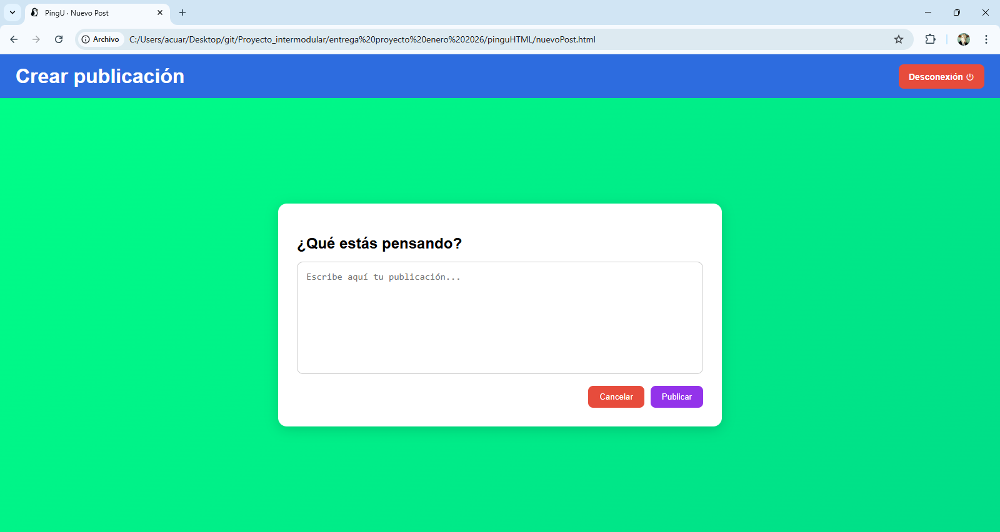 PingU · Nuevo Post
Archivo
C:/Users/acuar/Desktop/git/Proyecto_intermodular/entrega%20proyecto%20enero%202026/pinguHTML/nuevoPost.html
Crear publicación
Desconexión
¿Qué estás pensando?
Escribe aquí tu publicación...
Cancelar
Publicar